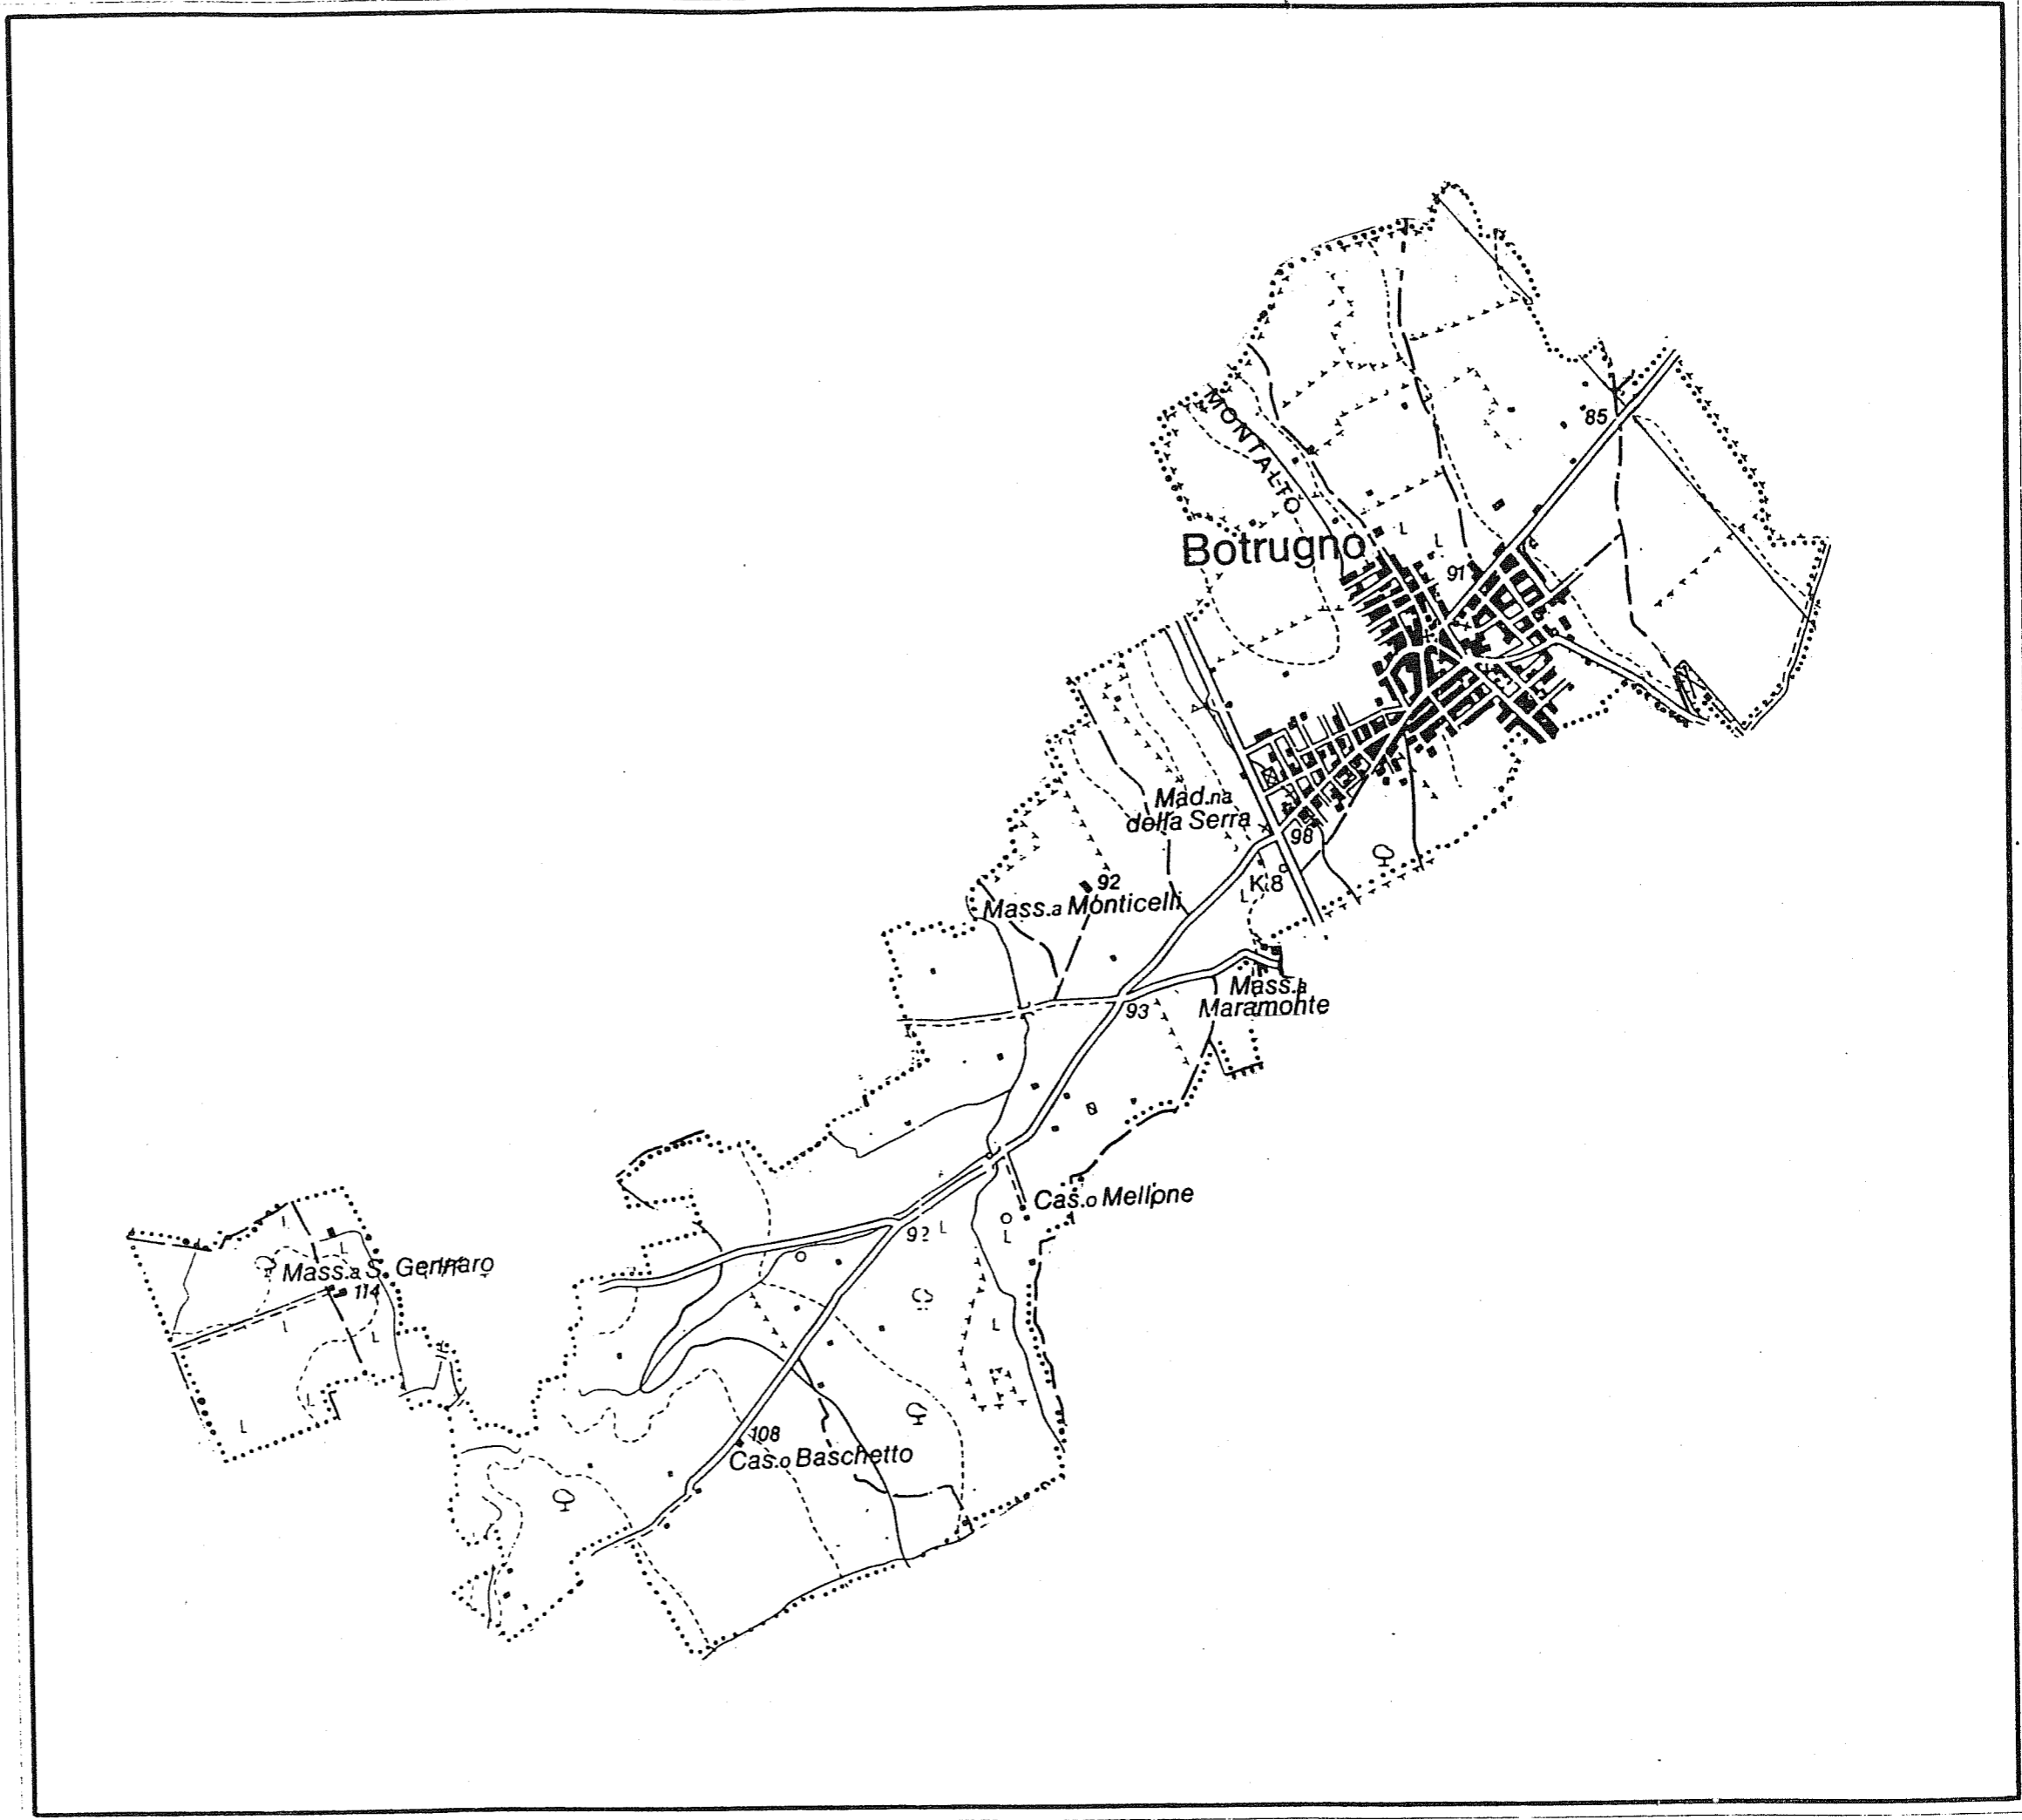 85
MONTALTO
Botrugno
L
L
91
Mad.na
della Serra
98
92
K.8
L
Mass.a Monticelli
Mass.a
Maramonte
93
Cas.o Mellone
L
92
L
L
L
Mass.a S. Gennaro
114
L
L
L
L
L
108
Cas.o Baschetto